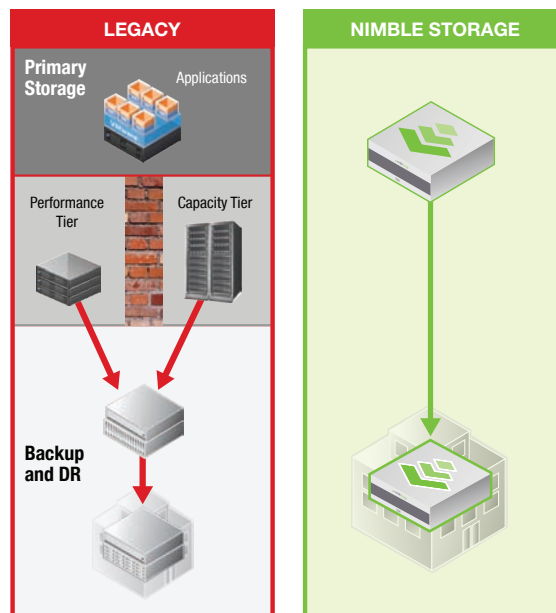 LEGACY
Primary
Storage
Applications
Performance
Tier
Capacity Tier
Backup
and DR
NIMBLE STORAGE